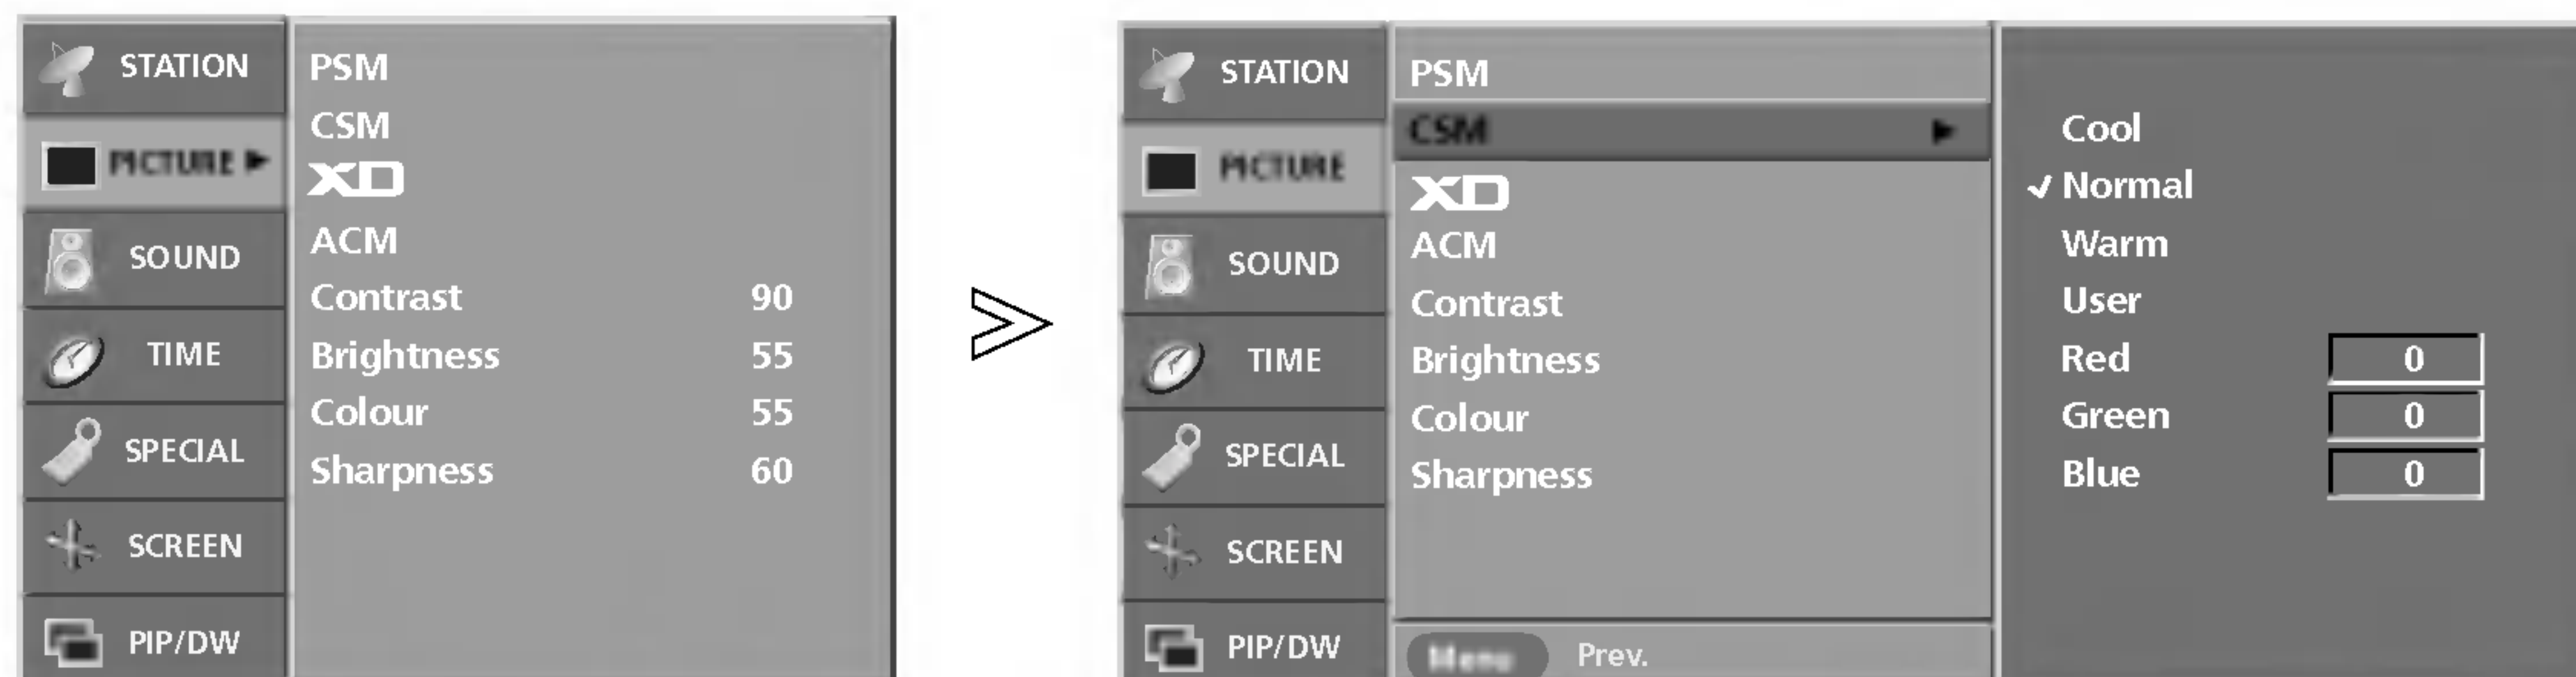 STATION
PICTURE ▶
SOUND
TIME
SPECIAL
SCREEN
PIP/DW
PSM
CSM
XD
ACM
Contrast 90
Brightness 55
Colour 55
Sharpness 60
STATION
PICTURE
SOUND
TIME
SPECIAL
SCREEN
PIP/DW
PSM
CSM ▶
XD
ACM
Contrast
Brightness
Colour
Sharpness
Menu Prev.
Cool
✓ Normal
Warm
User
Red 0
Green 0
Blue 0